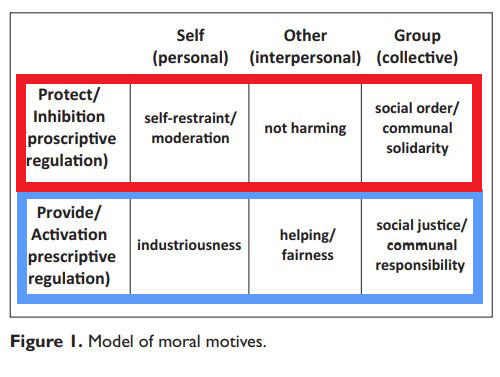 Self
(personal)
Other
(interpersonal)
Group
(collective)
Protect/
Inhibition
proscriptive
regulation)
self-restraint/
moderation
not harming
social order/
communal
solidarity
Provide/
Activation
prescriptive
regulation)
industriousness
helping/
fairness
social justice/
communal
responsibility
Figure 1. Model of moral motives.